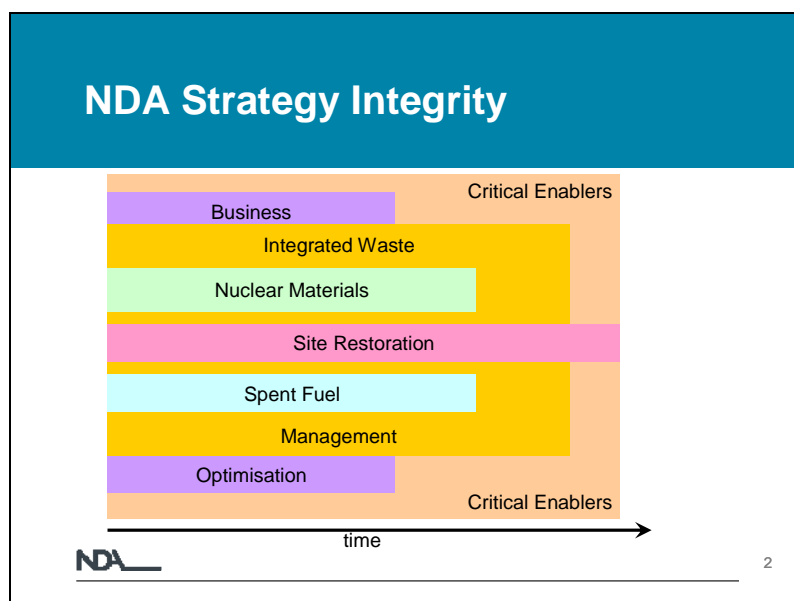 NDA Strategy Integrity
Critical Enablers
Business
Integrated Waste
Nuclear Materials
Site Restoration
Spent Fuel
Management
Optimisation
Critical Enablers
time
NDA
2